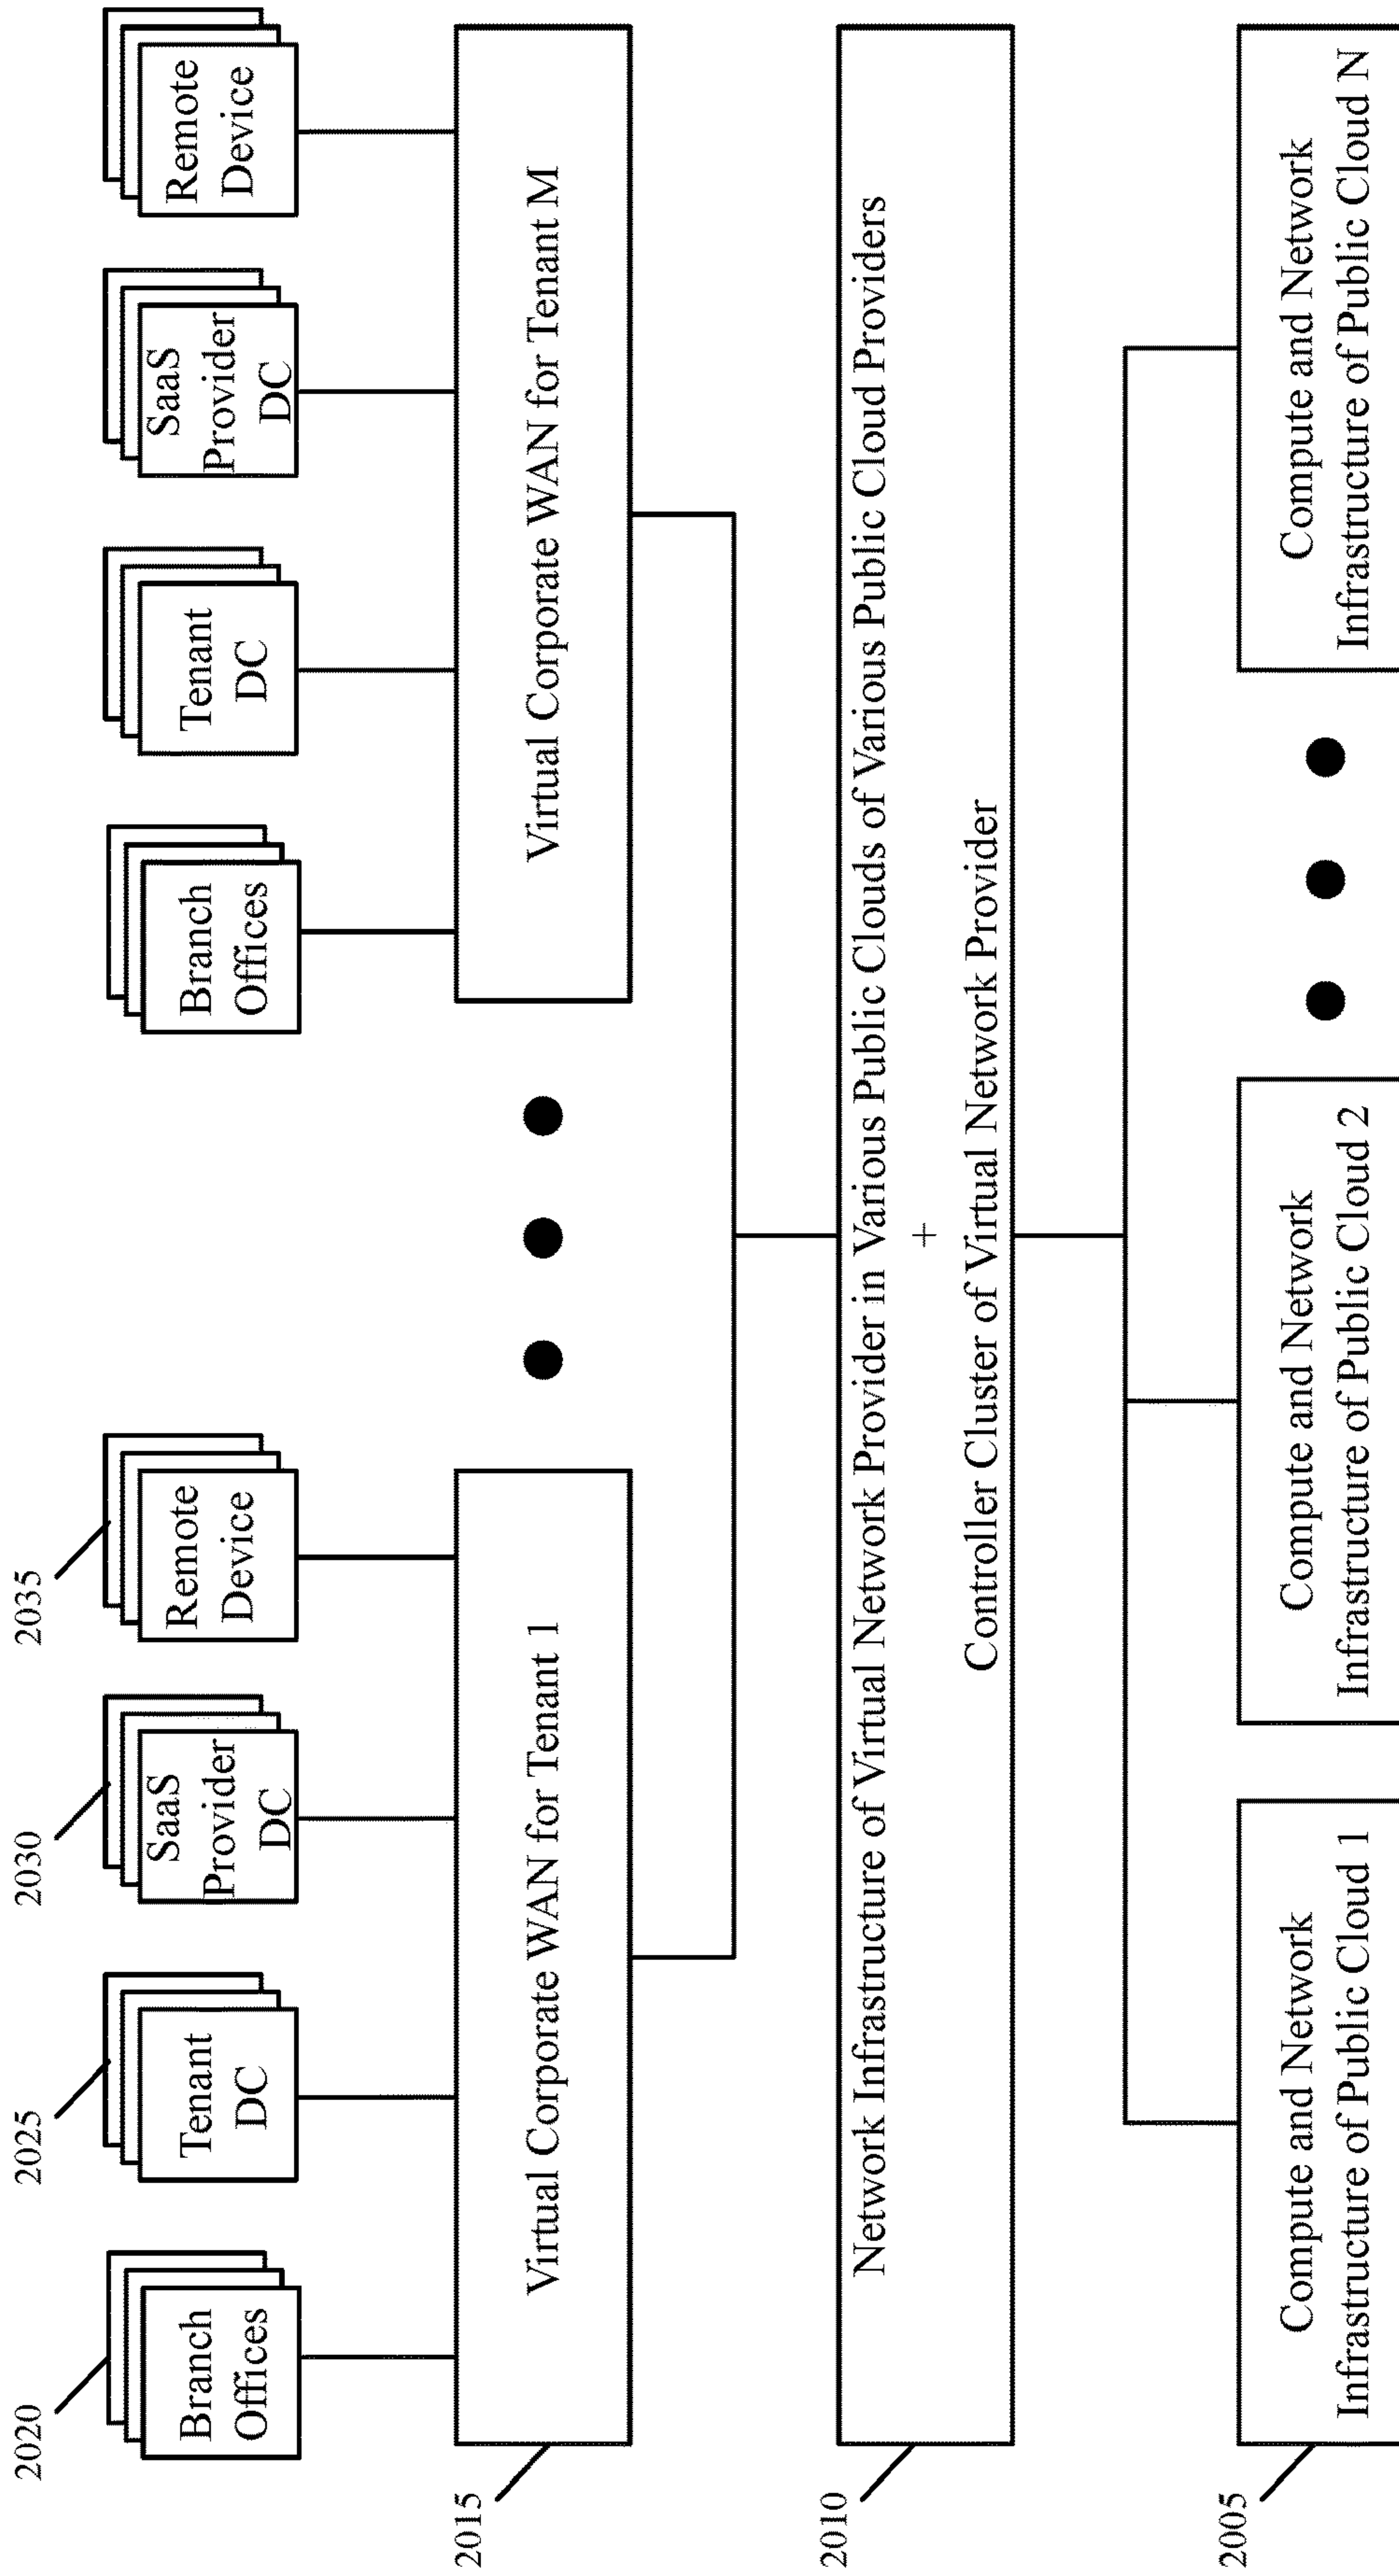 2020
2025
2030
2035
Branch
Offices
Tenant
DC
SaaS
Provider
DC
Remote
Device
Branch
Offices
Tenant
DC
SaaS
Provider
DC
Remote
Device
2015
Virtual Corporate WAN for Tenant 1
Virtual Corporate WAN for Tenant M
2010
Network Infrastructure of Virtual Network Provider in Various Public Clouds of Various Public Cloud Providers
+
Controller Cluster of Virtual Network Provider
2005
Compute and Network
Infrastructure of Public Cloud 1
Compute and Network
Infrastructure of Public Cloud 2
Compute and Network
Infrastructure of Public Cloud N